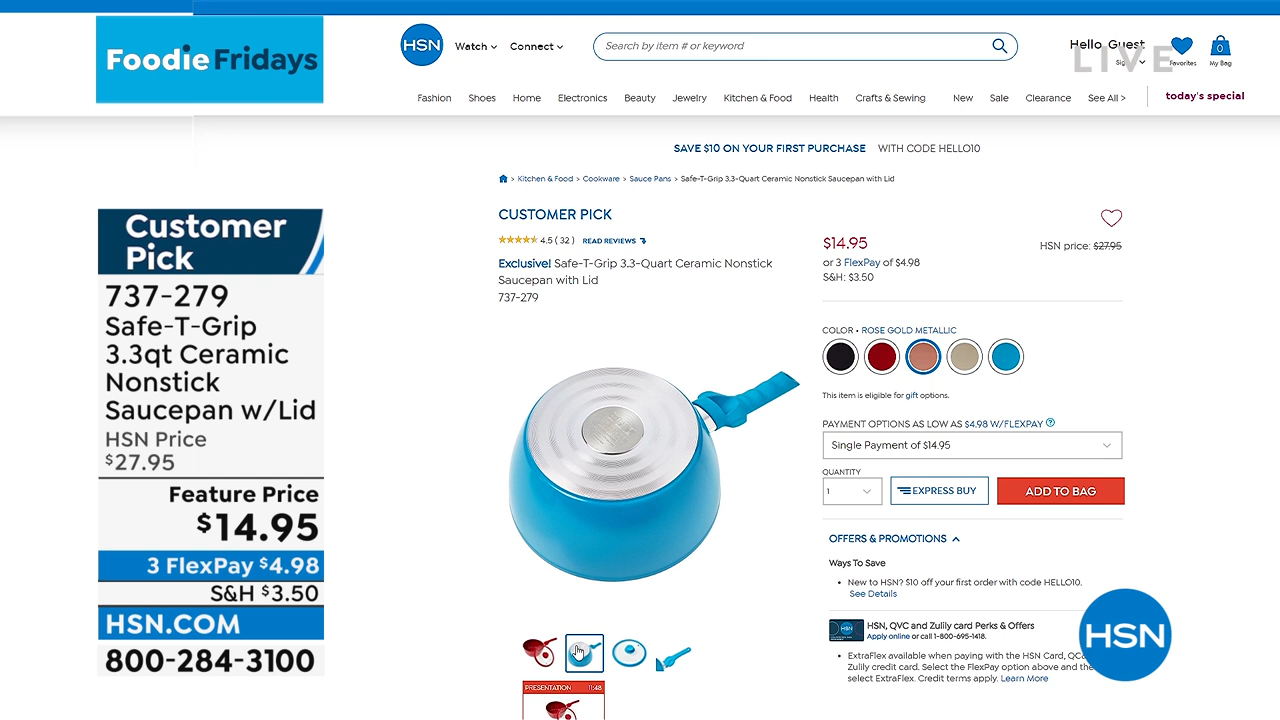 Foodie Fridays
HSN
Watch
Connect
Search by item # or keyword
Hello, Guest
LIVE
Favorites
0
My Bag
Fashion
Shoes
Home
Electronics
Beauty
Jewelry
Kitchen & Food
Health
Crafts & Sewing
New
Sale
Clearance
See All >
today's special
SAVE $10 ON YOUR FIRST PURCHASE WITH CODE HELLO10
> Kitchen & Food > Cookware > Sauce Pans > Safe-T-Grip 3.3-Quart Ceramic Nonstick Saucepan with Lid
Customer
Pick
737-279
Safe-T-Grip
3.3qt Ceramic
Nonstick
Saucepan w/Lid
HSN Price
$27.95
Feature Price
$14.95
3 FlexPay $4.98
S&H $3.50
HSN.COM
800-284-3100
CUSTOMER PICK
4.5 ( 32 ) READ REVIEWS
Exclusive! Safe-T-Grip 3.3-Quart Ceramic Nonstick
Saucepan with Lid
737-279
PRESENTATION 11:48
$14.95
HSN price: $27.95
or 3 FlexPay of $4.98
S&H: $3.50
COLOR • ROSE GOLD METALLIC
This item is eligible for gift options.
PAYMENT OPTIONS AS LOW AS $4.98 W/FLEXPAY ?
Single Payment of $14.95
QUANTITY
1
EXPRESS BUY
ADD TO BAG
OFFERS & PROMOTIONS
Ways To Save
• New to HSN? $10 off your first order with code HELLO10.
See Details
HSN, QVC and Zulily card Perks & Offers
Apply online or call 1-800-695-1418.
• ExtraFlex available when paying with the HSN Card,
Zulily credit card. Select the FlexPay option above and the
select ExtraFlex. Credit terms apply. Learn More
HSN